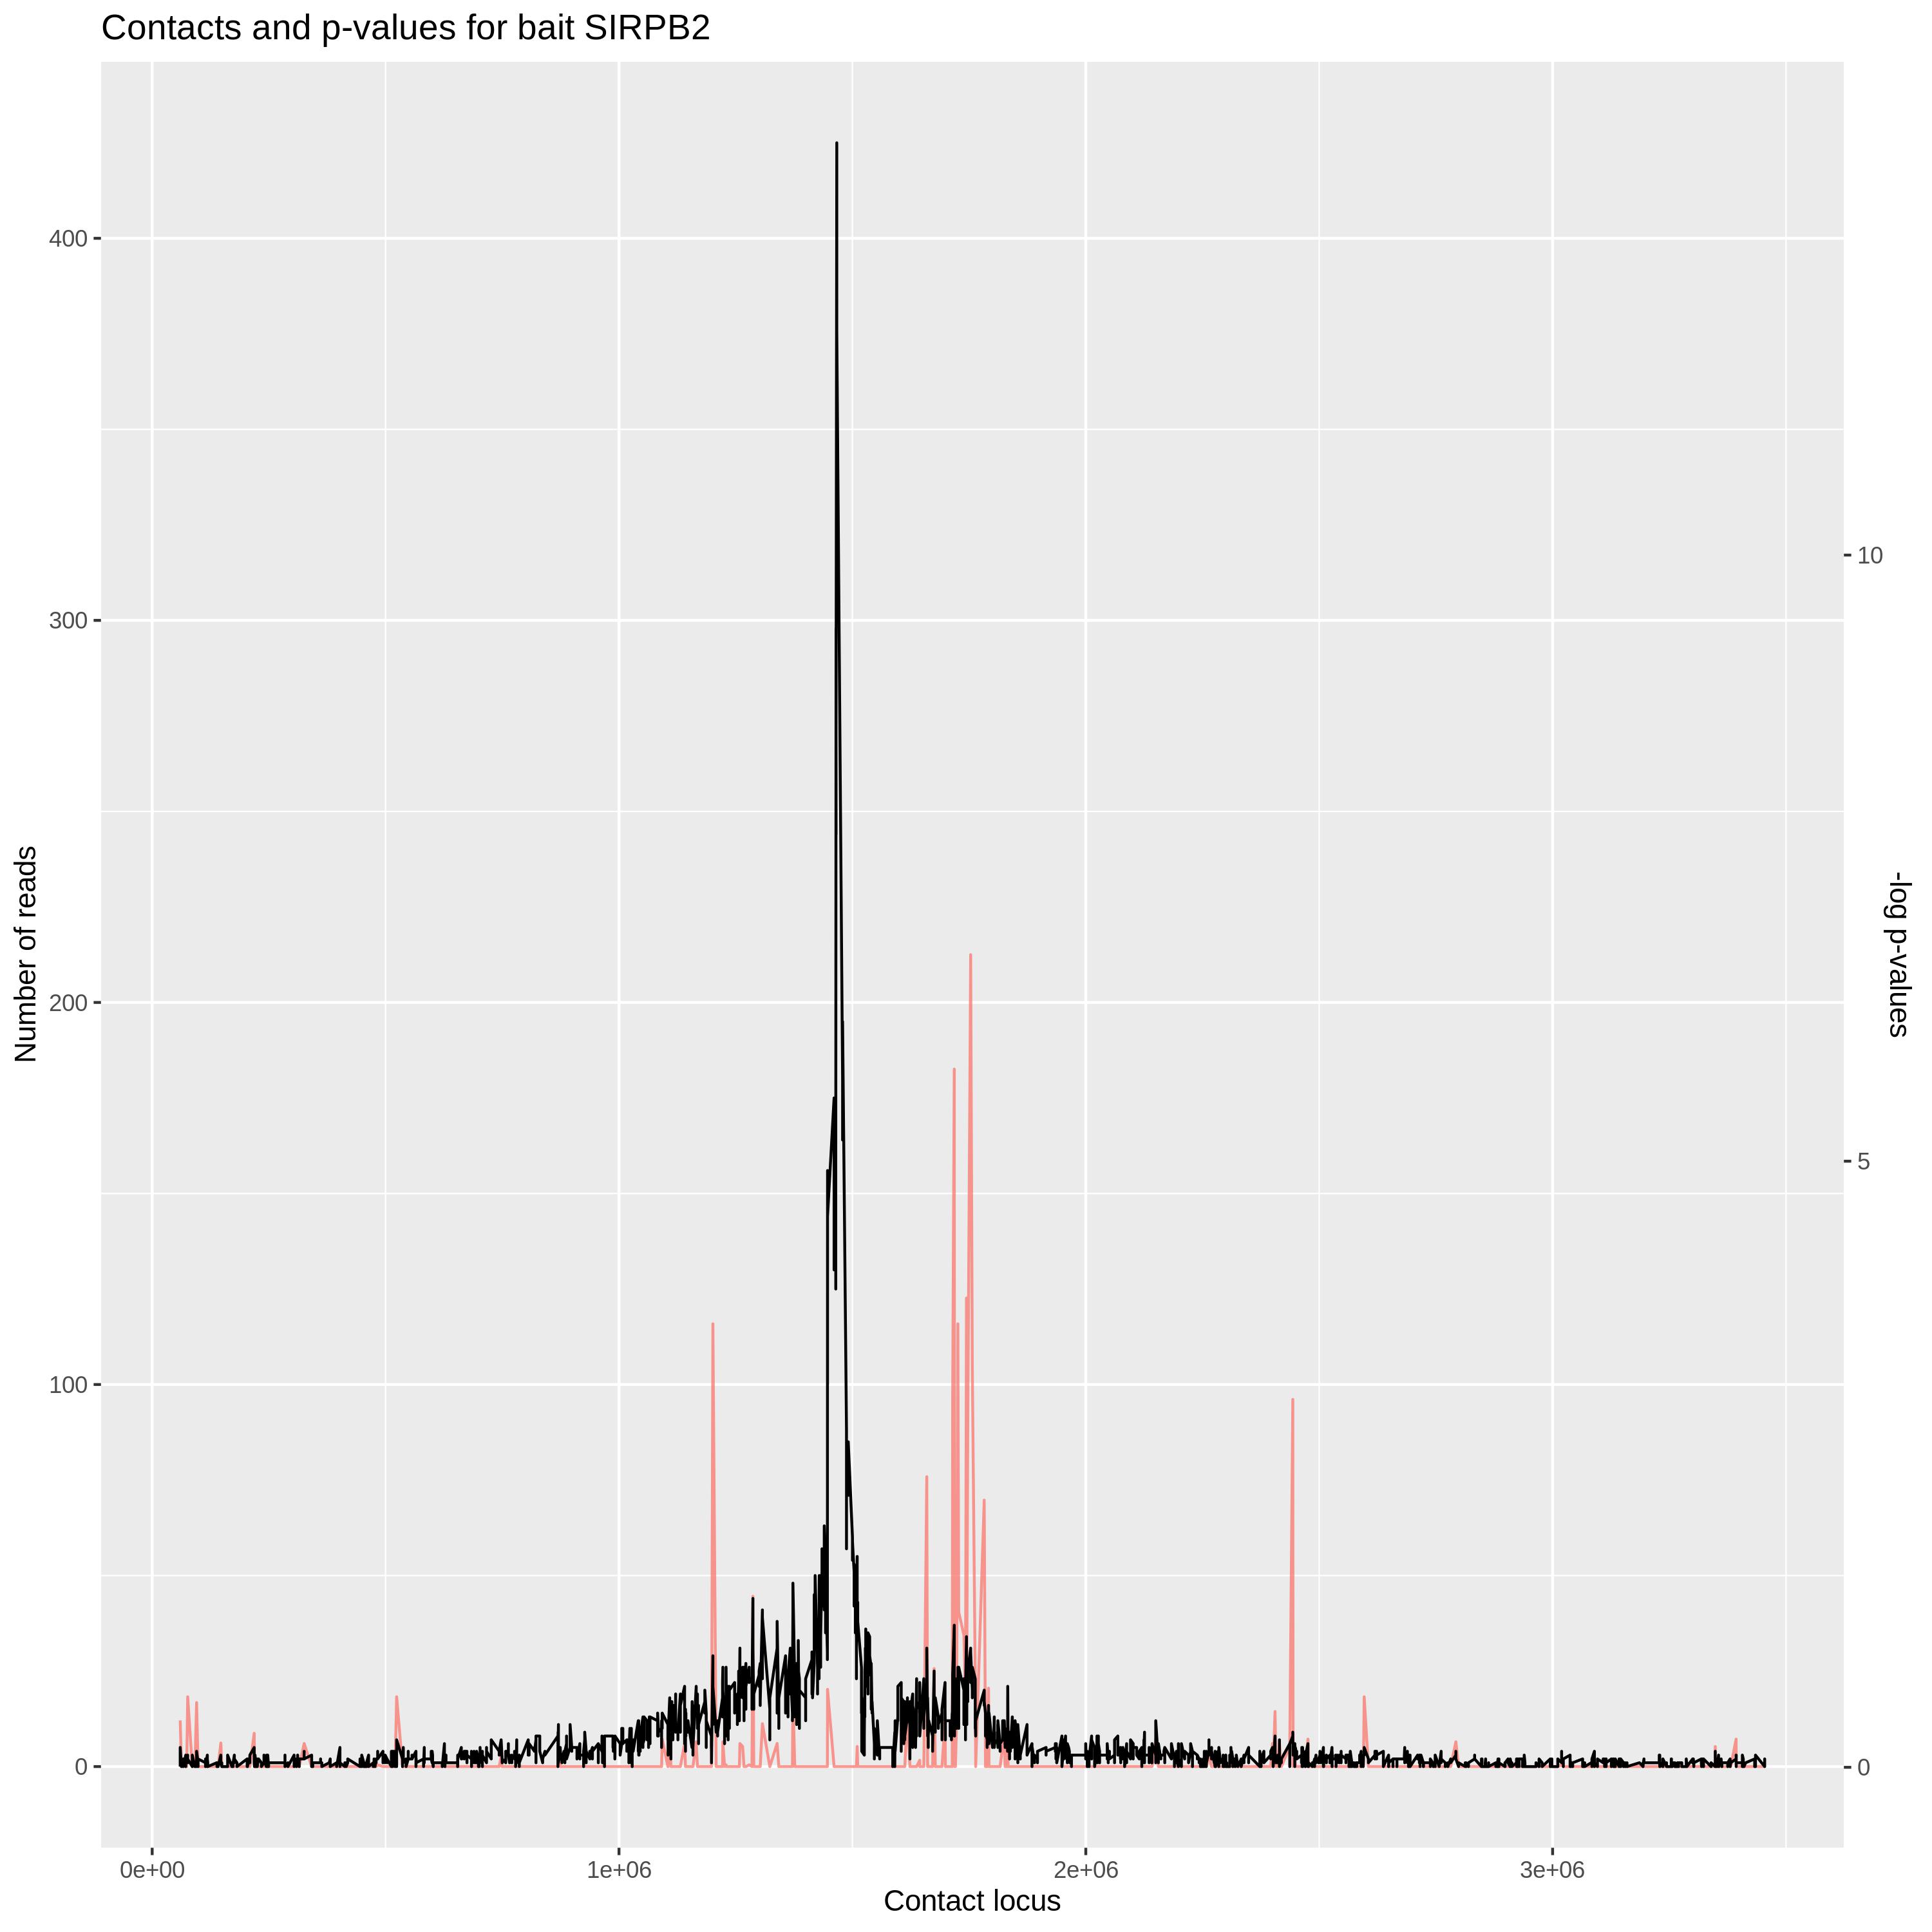 Contacts and p-values for bait SIRPB2
Number of reads
400
300
200
100
0
10
5
0
-log p-values
0e+00
1e+06
2e+06
3e+06
Contact locus